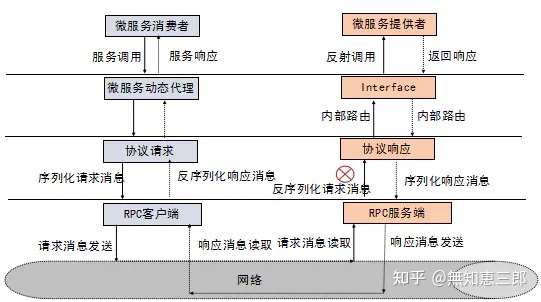 微服务消费者
微服务提供者
服务调用
服务响应
反射调用
返回响应
微服务动态代理
Interface
内部路由
内部路由
协议请求
协议响应
序列化请求消息
反序列化响应消息
反序列化请求消息
序列化响应消息
RPC客户端
RPC服务端
请求消息发送
响应消息读取
请求消息读取
响应消息发送
网络
知乎 @無知恵三郎